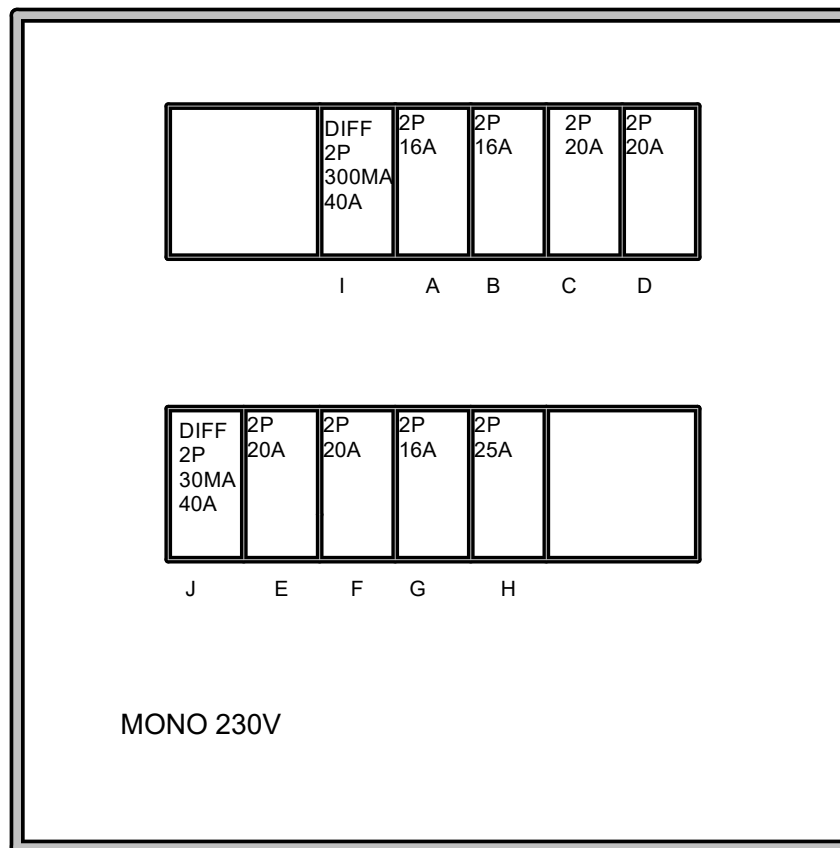 DIFF
2P
300MA
40A
2P
16A
2P
16A
2P
20A
2P
20A
I A B C D
DIFF
2P
30MA
40A
2P
20A
2P
20A
2P
16A
2P
25A
J E F G H
MONO 230V